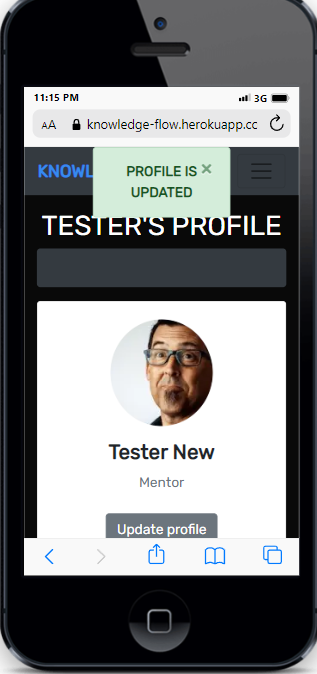 11:15 PM 3G
AA knowledge-flow.herokuapp.cc
KNOWL
PROFILE IS ×
UPDATED
TESTER'S PROFILE
Tester New
Mentor
Update profile